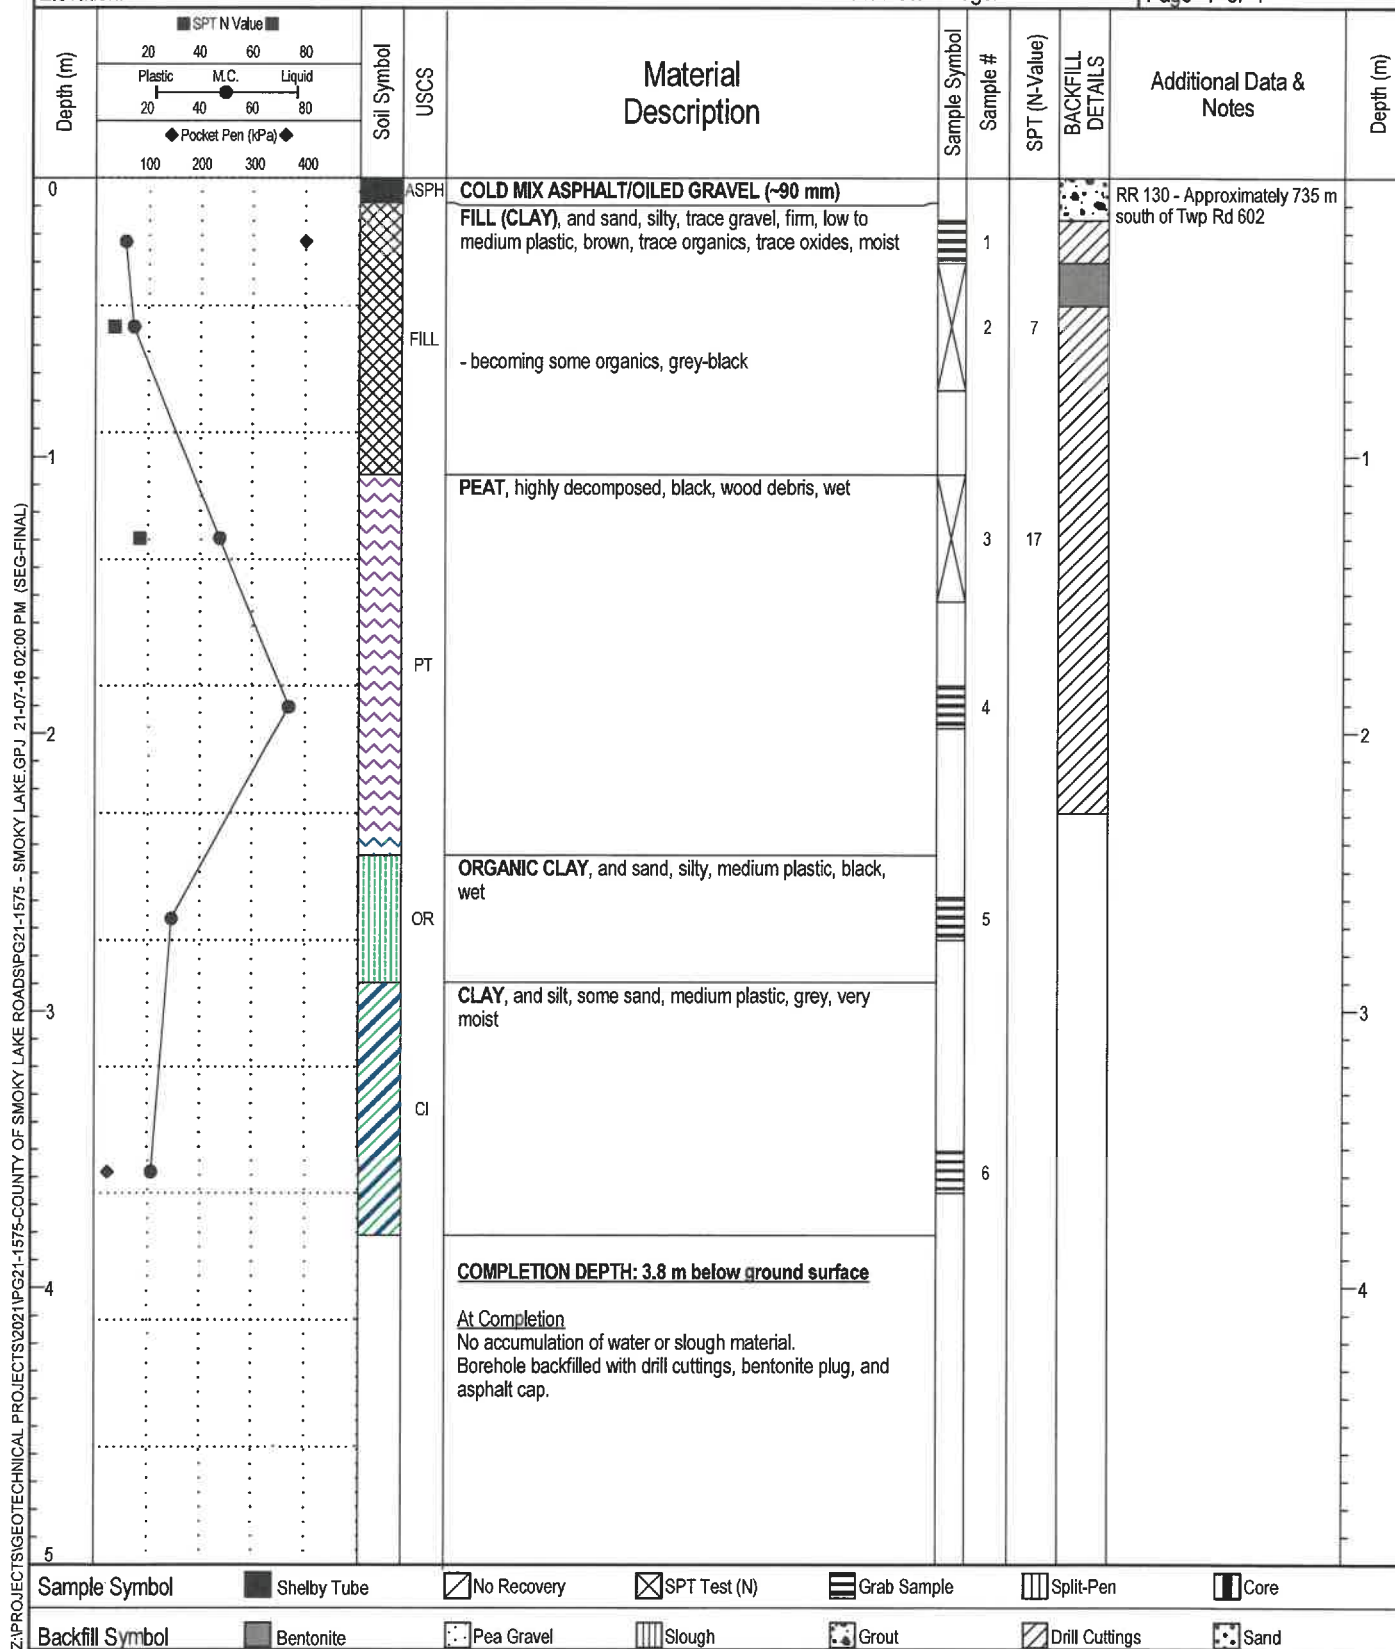 Page 1 of 1
SPT N Value
20 40 60 80
Plastic M.C. Liquid
20 40 60 80
Pocket Pen (kPa)
100 200 300 400
Depth (m)
Soil Symbol
USCS
Material
Description
Sample Symbol
Sample #
SPT (N-Value)
BACKFILL
DETAILS
Additional Data &
Notes
Depth (m)
0
ASPH
COLD MIX ASPHALT/OILED GRAVEL (~90 mm)
RR 130 - Approximately 735 m
south of Twp Rd 602
FILL (CLAY), and sand, silty, trace gravel, firm, low to
medium plastic, brown, trace organics, trace oxides, moist
1
FILL
2 7
- becoming some organics, grey-black
1
1
PEAT, highly decomposed, black, wood debris, wet
3 17
PT
4
2
2
ORGANIC CLAY, and sand, silty, medium plastic, black,
wet
OR
5
CLAY, and silt, some sand, medium plastic, grey, very
moist
3
3
CI
6
COMPLETION DEPTH: 3.8 m below ground surface
4
4
At Completion
No accumulation of water or slough material.
Borehole backfilled with drill cuttings, bentonite plug, and
asphalt cap.
5
Sample Symbol Shelby Tube No Recovery SPT Test (N) Grab Sample Split-Pen Core
Backfill Symbol Bentonite Pea Gravel Slough Grout Drill Cuttings Sand
Z:\PROJECTS\GEOTECHNICAL PROJECTS\2021\PG21-1575-COUNTY OF SMOKY LAKE ROADS\PG21-1575 - SMOKY LAKE.GPJ 21-07-16 02:00 PM (SEG-FINAL)